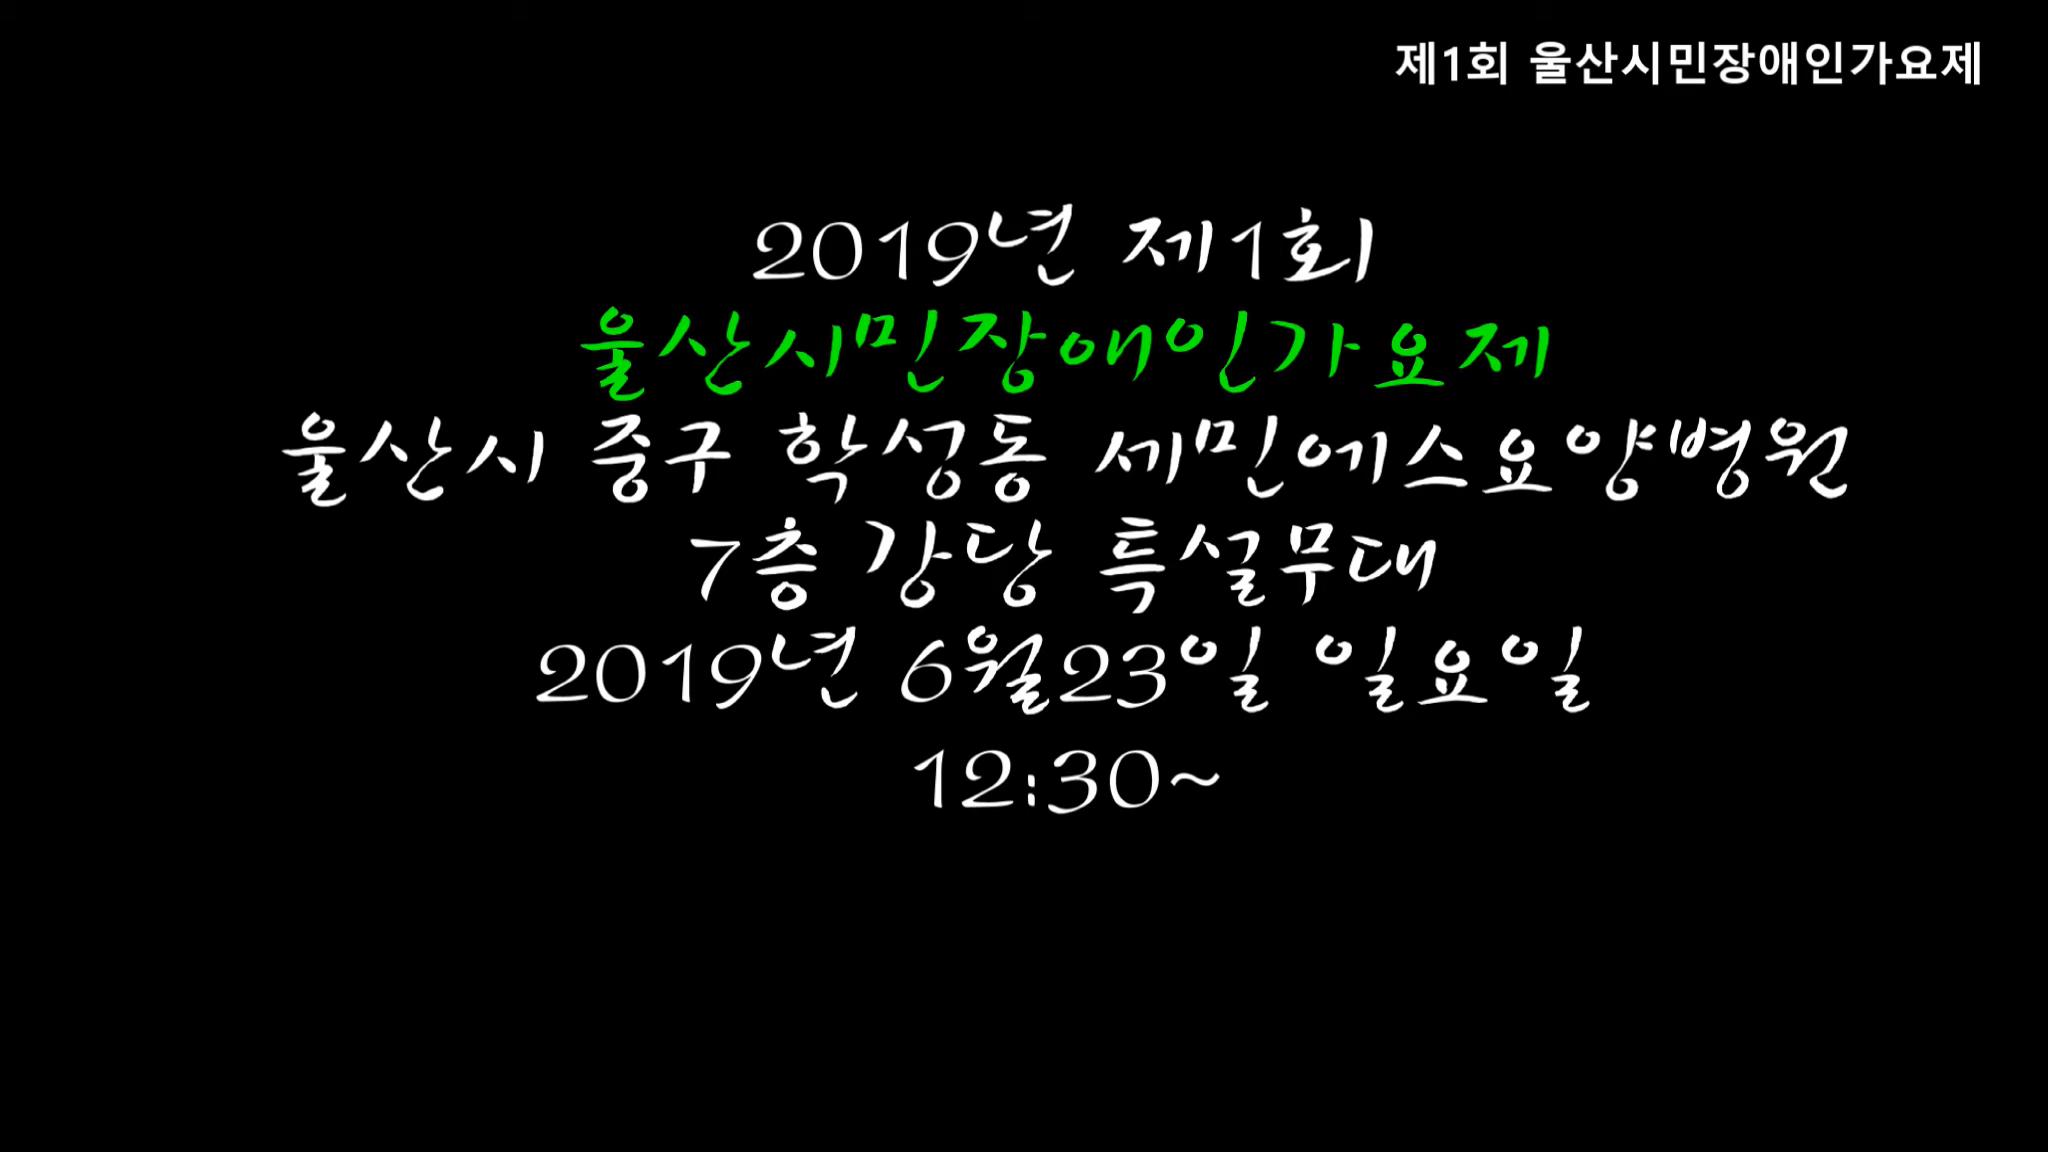 제1회 울산시민장애인가요제
2019년 제1회
울산시민장애인가요제
울산시 중구 학성동 세민에스요양병원
7층 강당 특설무대
2019년 6월23일 일요일
12:30~